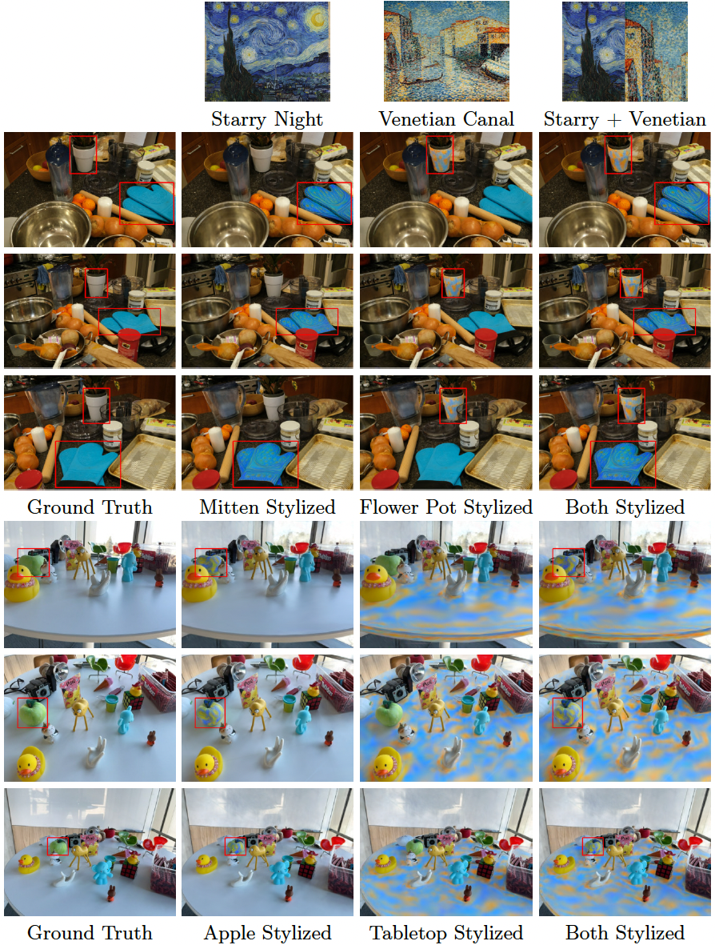 Starry Night Venetian Canal Starry + Venetian
Ground Truth Mitten Stylized Flower Pot Stylized Both Stylized
Ground Truth Apple Stylized Tabletop Stylized Both Stylized